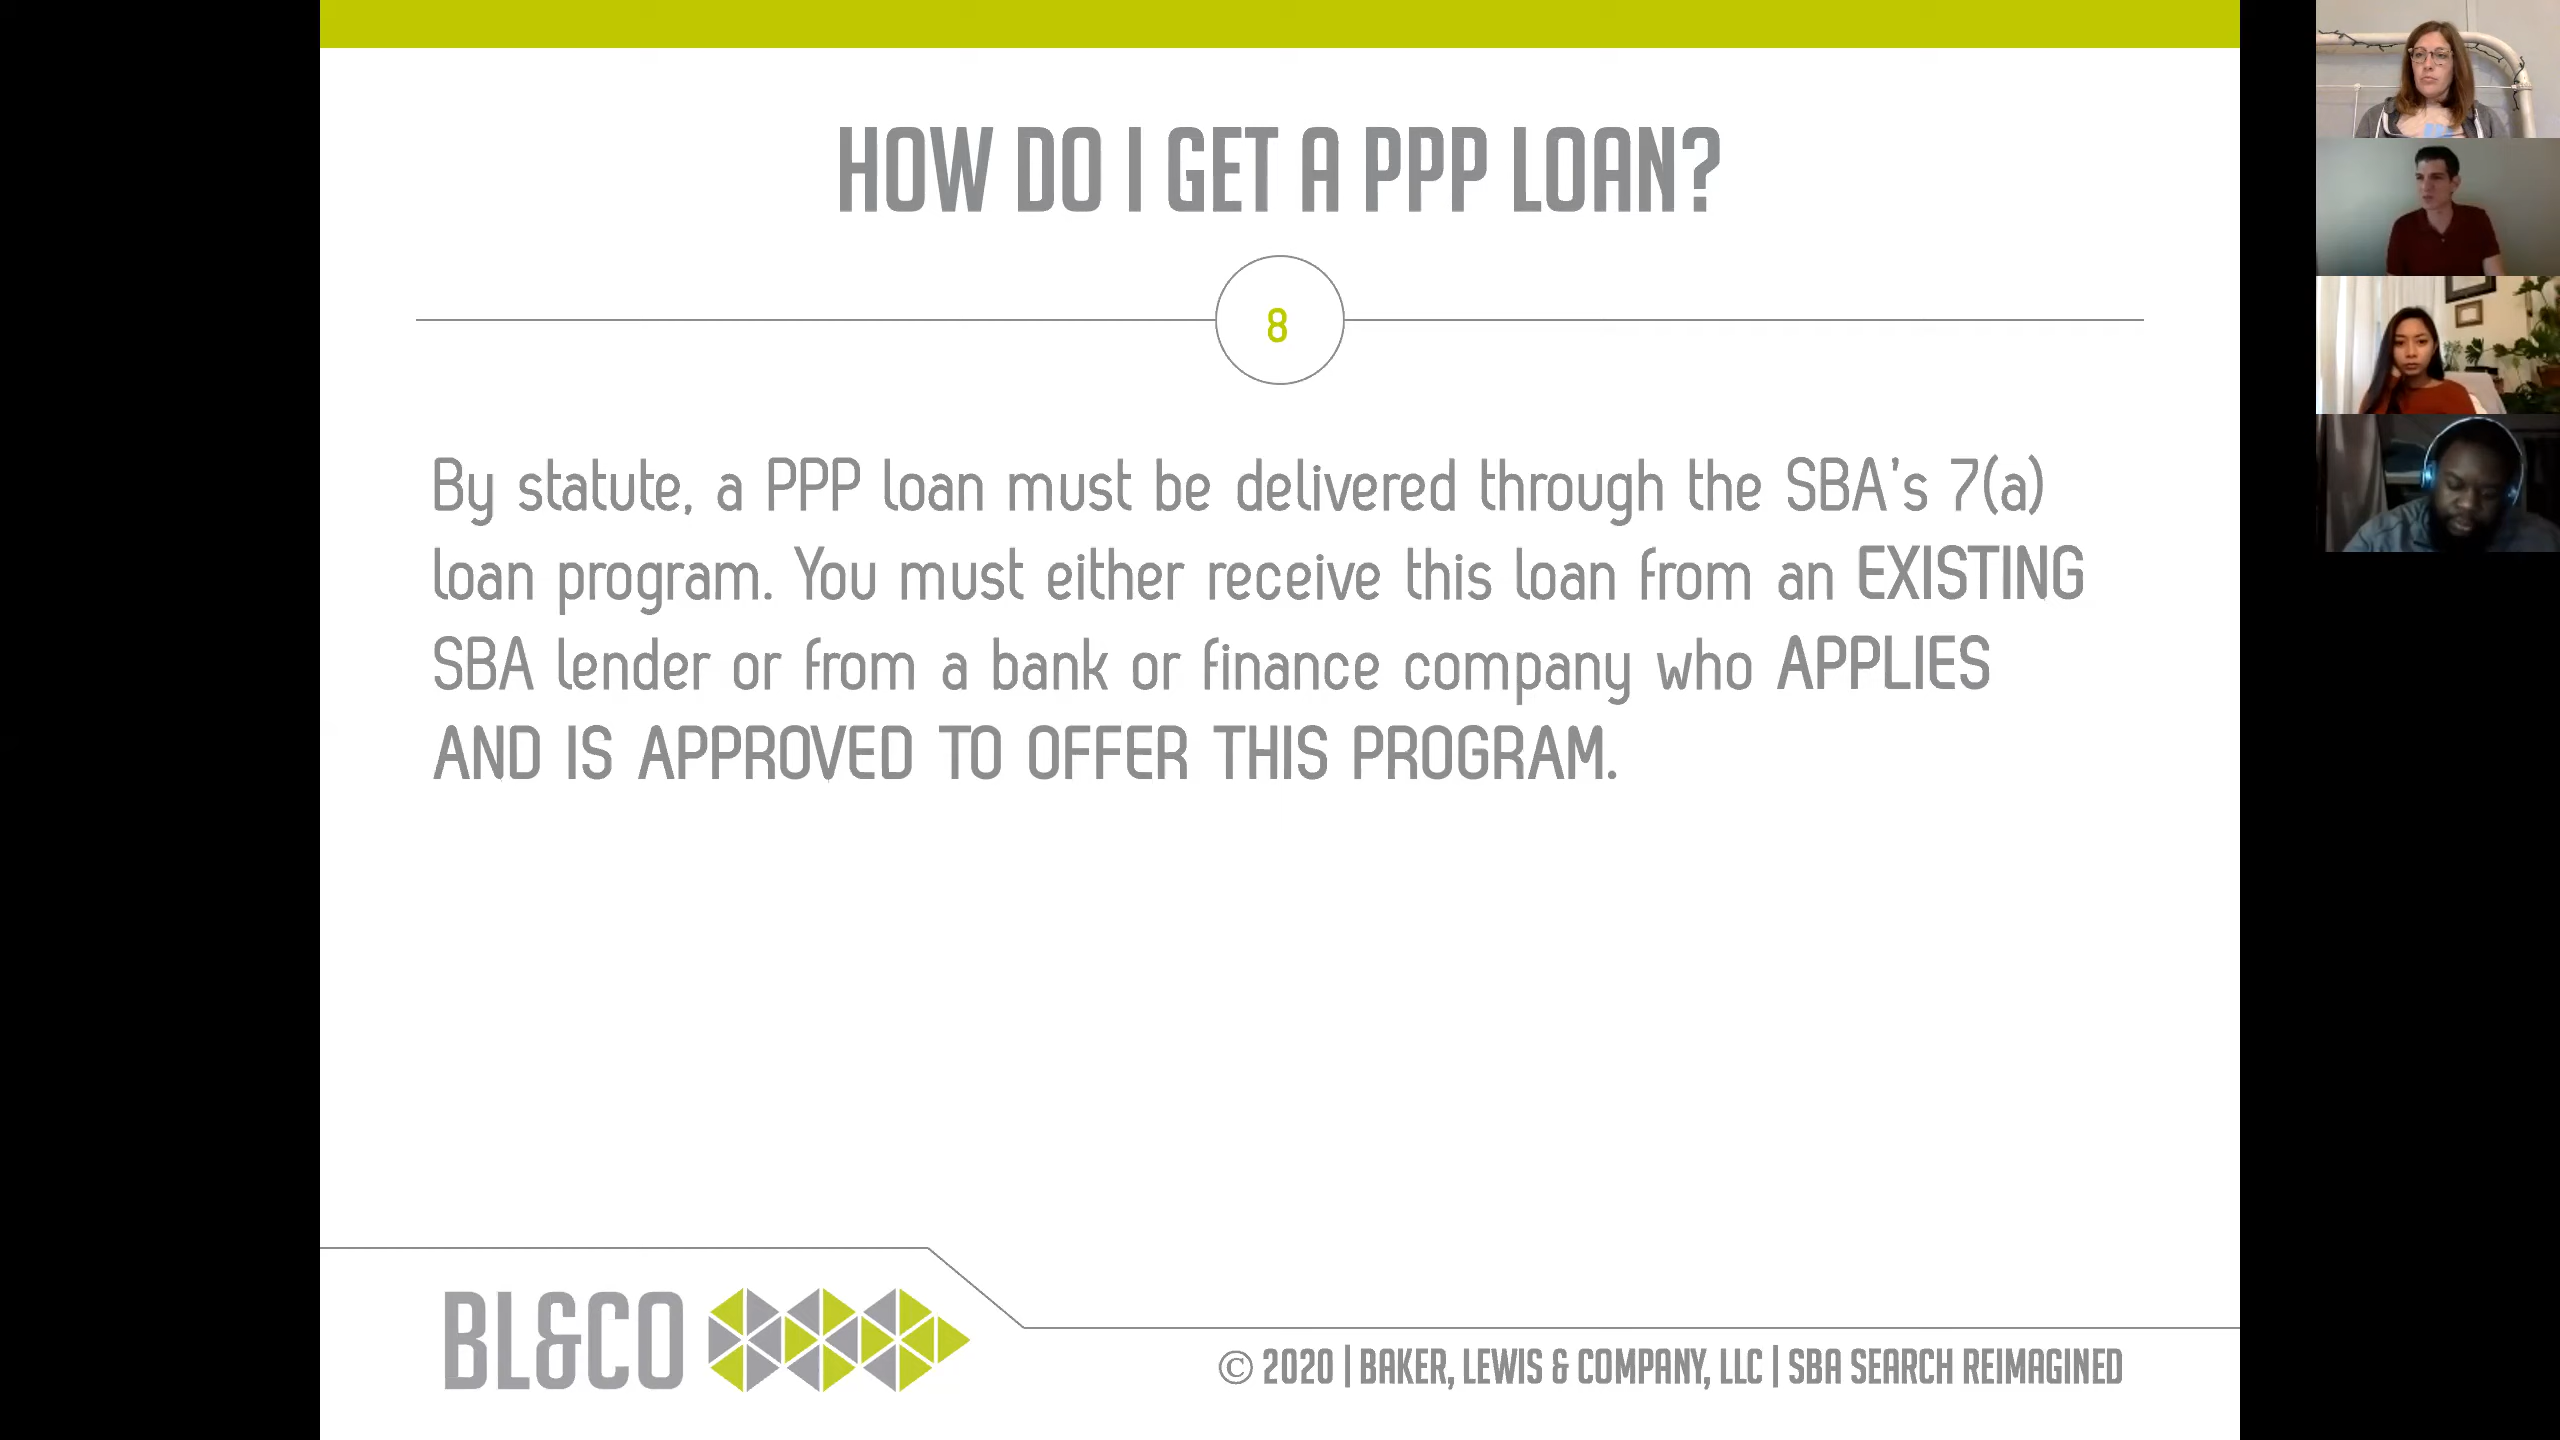 HOW DO I GET A PPP LOAN?
8
By statute, a PPP loan must be delivered through the SBA's 7(a)
loan program. You must either receive this loan from an EXISTING
SBA lender or from a bank or finance company who APPLIES
AND IS APPROVED TO OFFER THIS PROGRAM.
BL&CO
© 2020 | BAKER, LEWIS & COMPANY, LLC | SBA SEARCH REIMAGINED